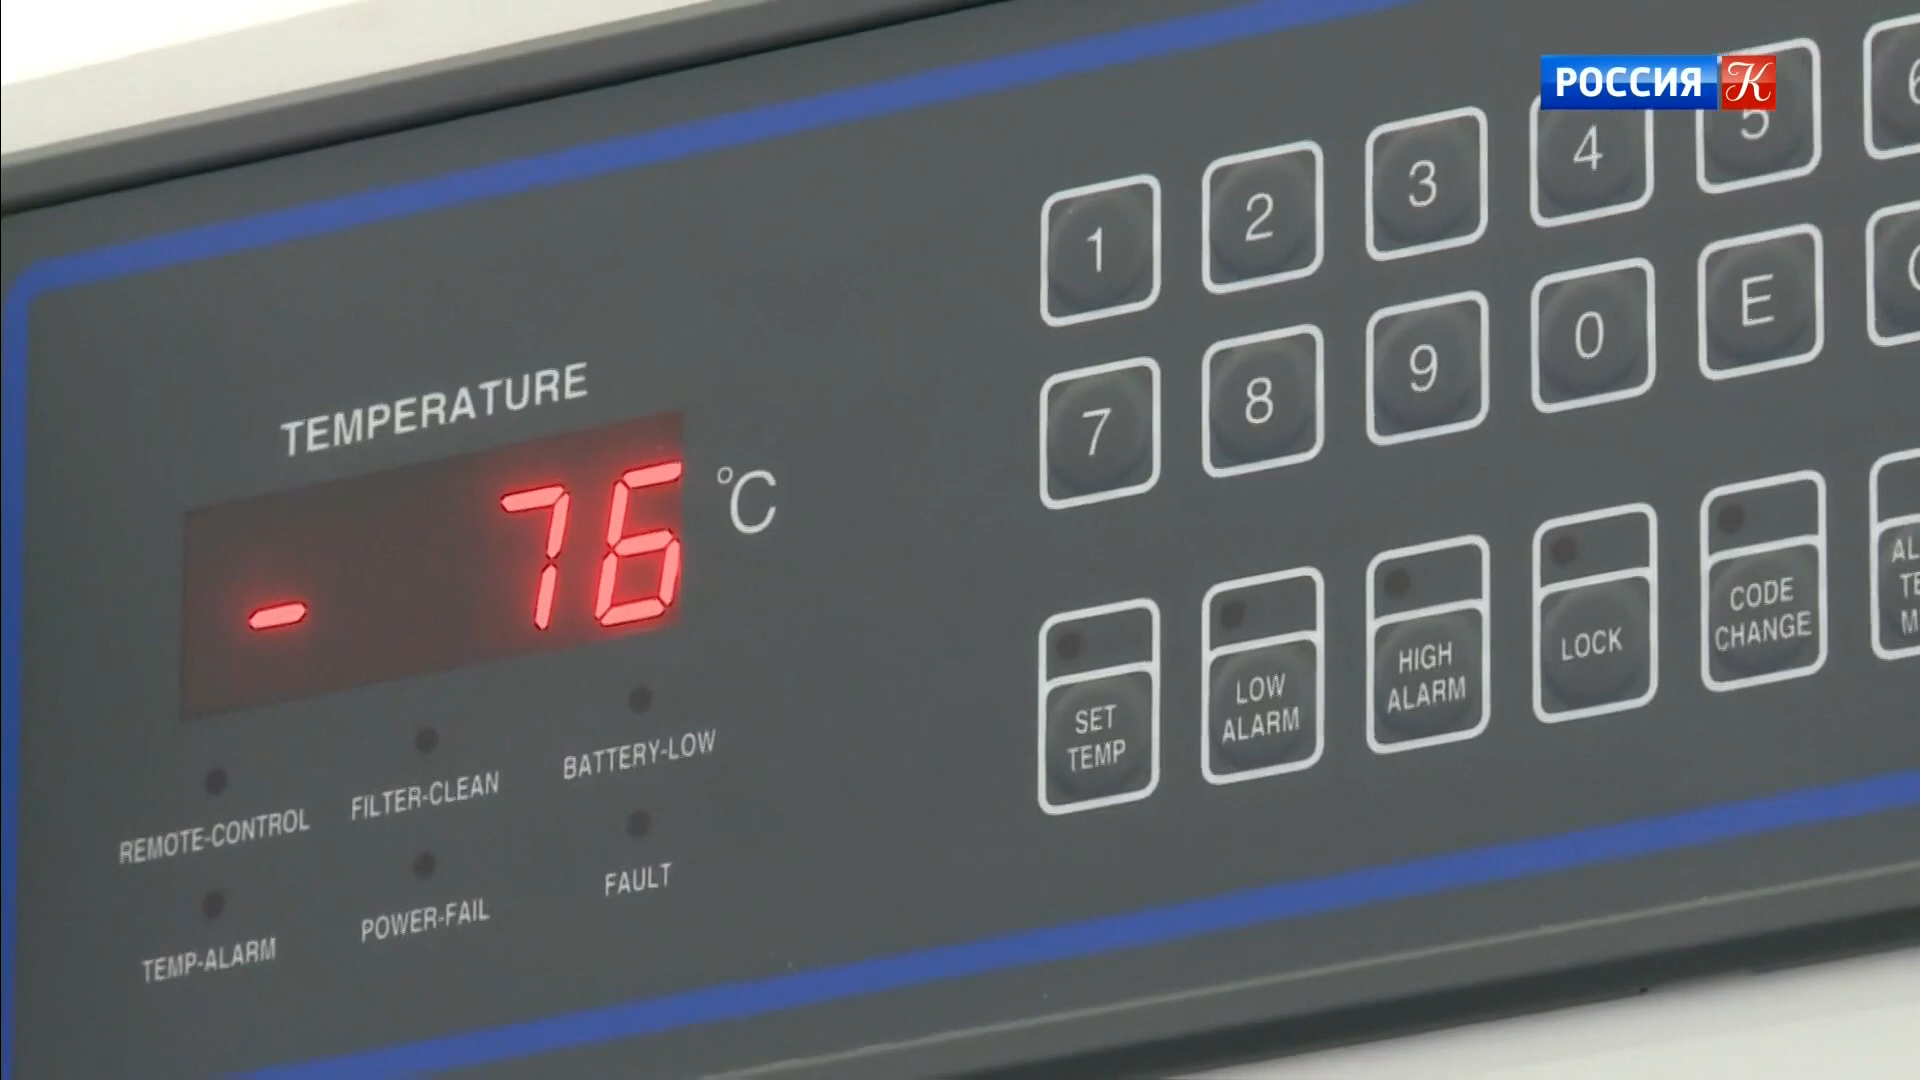 РОССИЯ К
1 2 3 4 5 6
7 8 9 0 E
TEMPERATURE
- 76 °C
SET
TEMP
LOW
ALARM
HIGH
ALARM
LOCK
CODE
CHANGE
REMOTE-CONTROL
FILTER-CLEAN
BATTERY-LOW
TEMP-ALARM
POWER-FAIL
FAULT